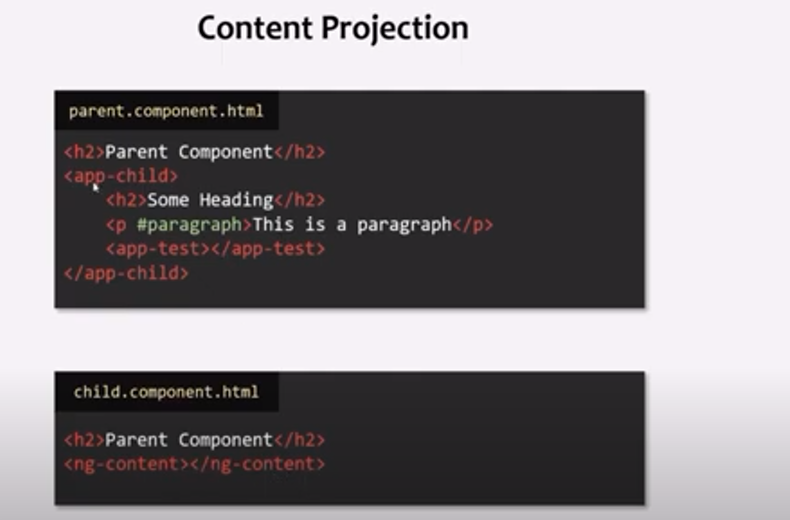 Content Projection
parent.component.html
<h2>Parent Component</h2>
<app-child>
<h2>Some Heading</h2>
<p #paragraph>This is a paragraph</p>
<app-test></app-test>
</app-child>
child.component.html
<h2>Parent Component</h2>
<ng-content></ng-content>